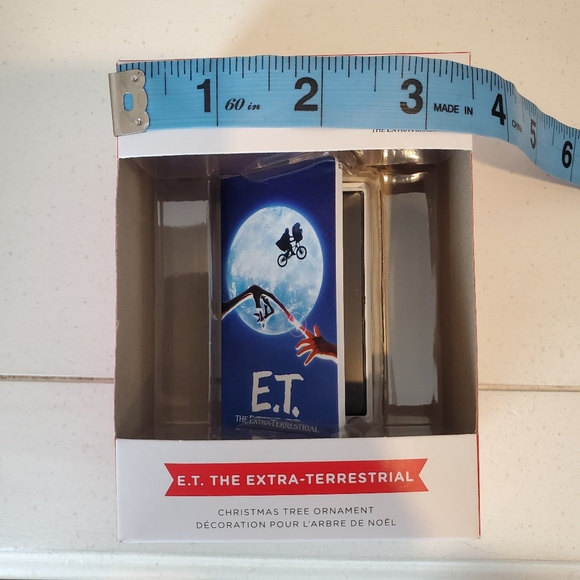 1 60 in 2 3 MADE IN 4 5 6
E.T.
THE EXTRA-TERRESTRIAL
E.T. THE EXTRA-TERRESTRIAL
CHRISTMAS TREE ORNAMENT
DÉCORATION POUR L'ARBRE DE NOËL